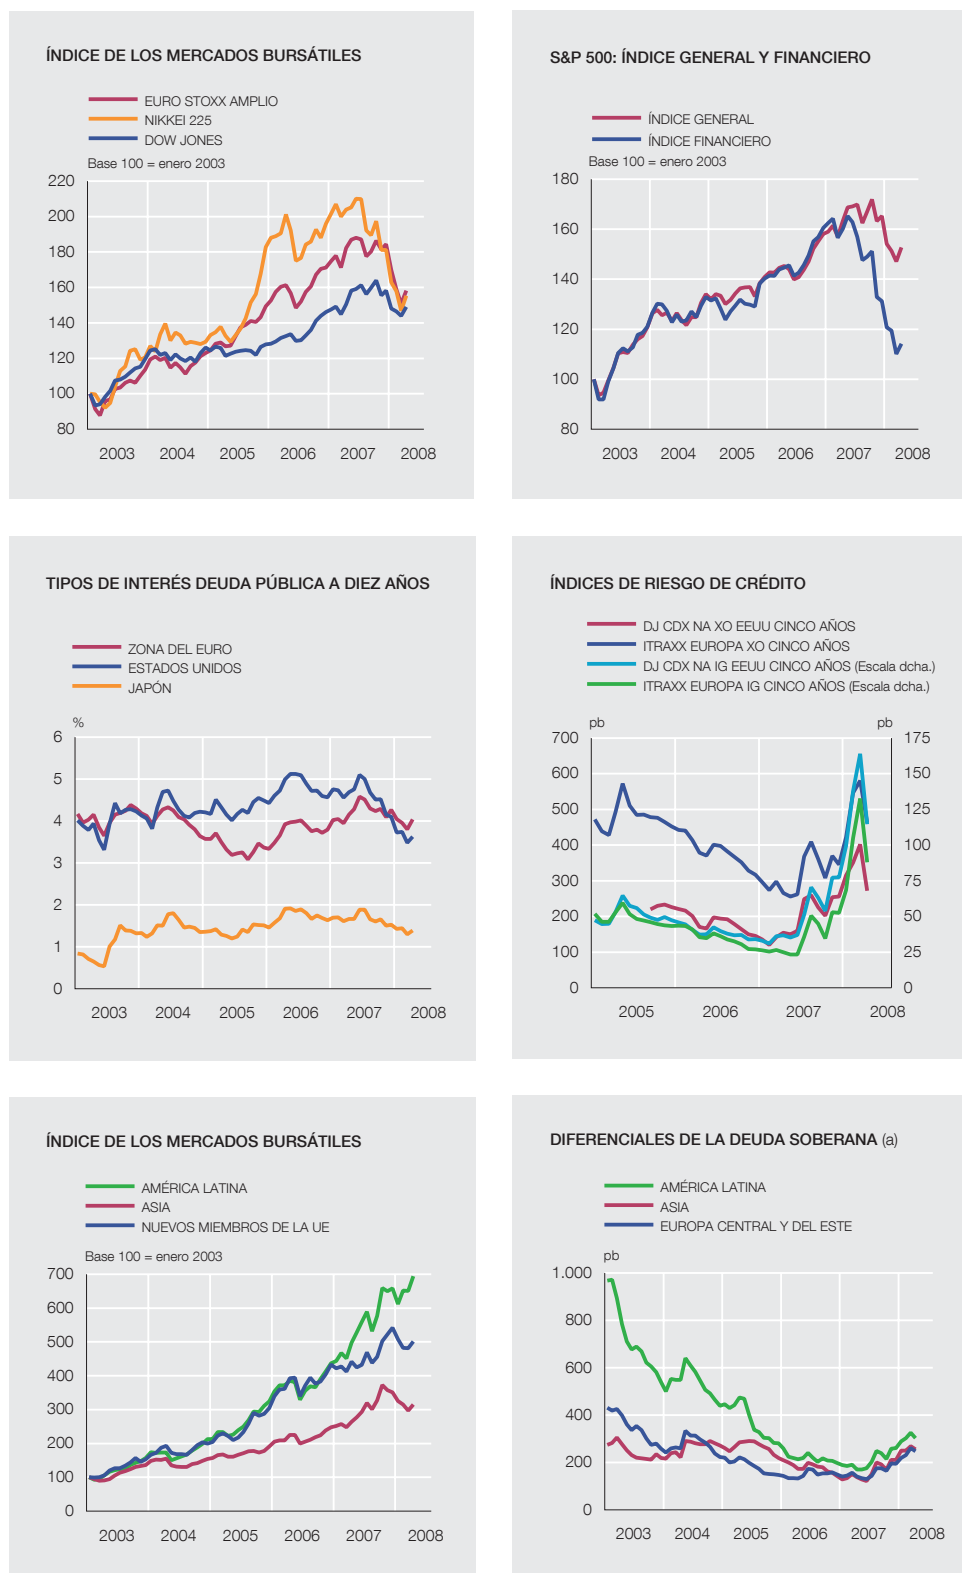 ÍNDICE DE LOS MERCADOS BURSÁTILES
EURO STOXX AMPLIO
NIKKEI 225
DOW JONES
Base 100 = enero 2003
220
200
180
160
140
120
100
80
2003 2004 2005 2006 2007 2008
S&P 500: ÍNDICE GENERAL Y FINANCIERO
ÍNDICE GENERAL
ÍNDICE FINANCIERO
Base 100 = enero 2003
180
160
140
120
100
80
2003 2004 2005 2006 2007 2008
TIPOS DE INTERÉS DEUDA PÚBLICA A DIEZ AÑOS
ZONA DEL EURO
ESTADOS UNIDOS
JAPÓN
%
6
5
4
3
2
1
0
2003 2004 2005 2006 2007 2008
ÍNDICES DE RIESGO DE CRÉDITO
DJ CDX NA XO EEUU CINCO AÑOS
ITRAXX EUROPA XO CINCO AÑOS
DJ CDX NA IG EEUU CINCO AÑOS (Escala dcha.)
ITRAXX EUROPA IG CINCO AÑOS (Escala dcha.)
pb pb
700 175
600 150
500 125
400 100
300 75
200 50
100 25
0 0
2005 2006 2007 2008
ÍNDICE DE LOS MERCADOS BURSÁTILES
AMÉRICA LATINA
ASIA
NUEVOS MIEMBROS DE LA UE
Base 100 = enero 2003
700
600
500
400
300
200
100
0
2003 2004 2005 2006 2007 2008
DIFERENCIALES DE LA DEUDA SOBERANA (a)
AMÉRICA LATINA
ASIA
EUROPA CENTRAL Y DEL ESTE
pb
1.000
800
600
400
200
0
2003 2004 2005 2006 2007 2008